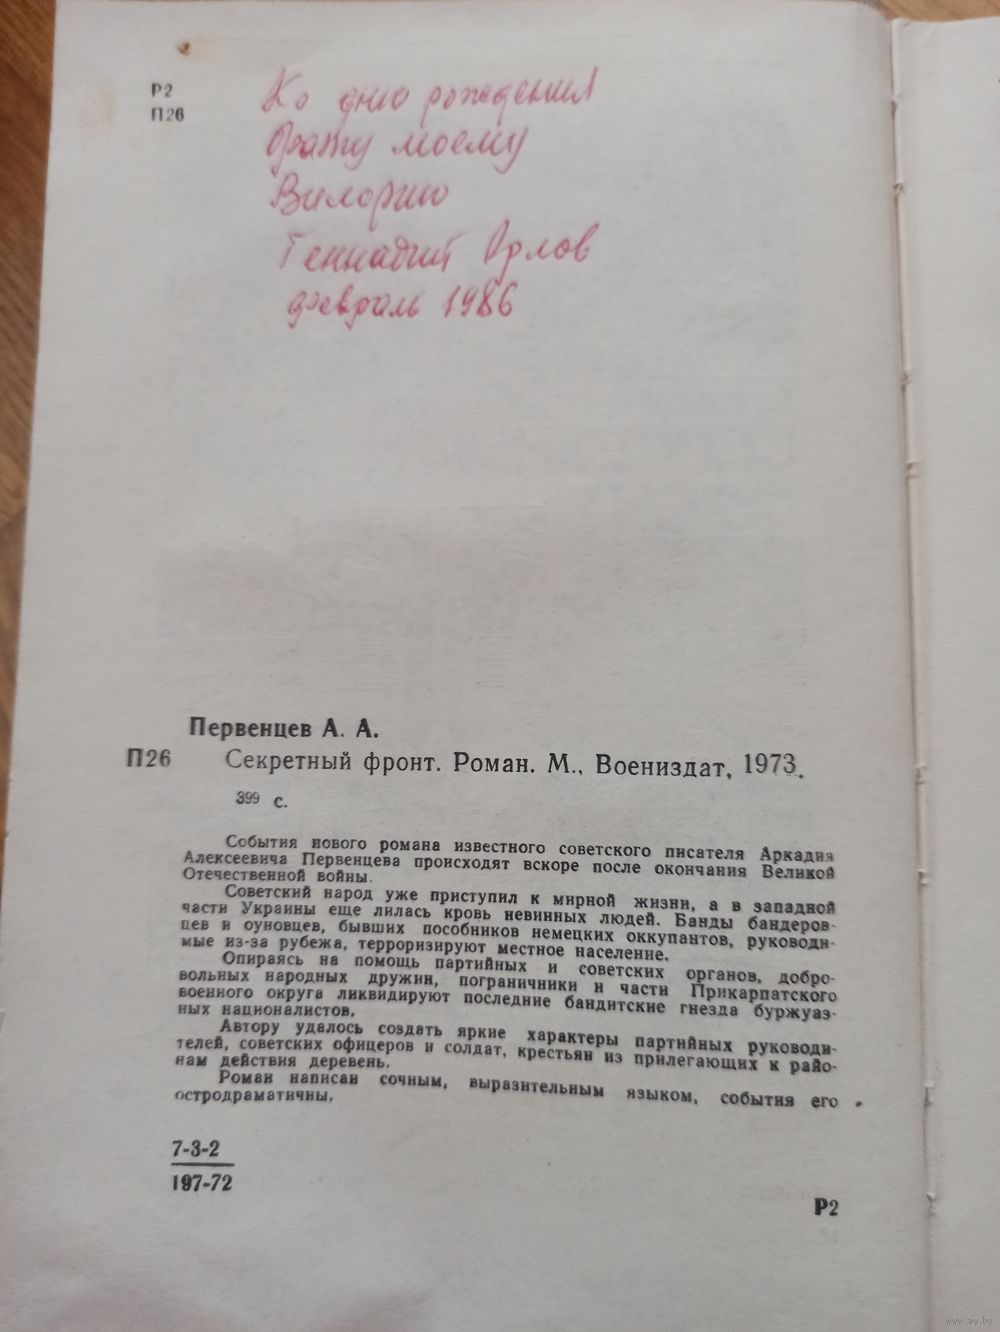 Р2
П26
Ко дню рождения
брату моему
Вилорию
Геннадий Орлов
февраль 1986
Первенцев А. А.
П26 Секретный фронт. Роман. М., Воениздат, 1973.
399 с.
События нового романа известного советского писателя Аркадия
Алексеевича Первенцева происходят вскоре после окончания Великой
Отечественной войны.
Советский народ уже приступил к мирной жизни, а в западной
части Украины еще лилась кровь невинных людей. Банды бандеров-
цев и оуновцев, бывших пособников немецких оккупантов, руководи-
мые из-за рубежа, терроризируют местное население.
Опираясь на помощь партийных и советских органов, добро-
вольных народных дружин, пограничники и части Прикарпатского
военного округа ликвидируют последние бандитские гнезда буржуаз-
ных националистов.
Автору удалось создать яркие характеры партийных руководи-
телей, советских офицеров и солдат, крестьян из прилегающих к райо-
нам действия деревень.
Роман написан сочным, выразительным языком, события его
остродраматичны.
7-3-2
197-72
Р2
www.ay.by